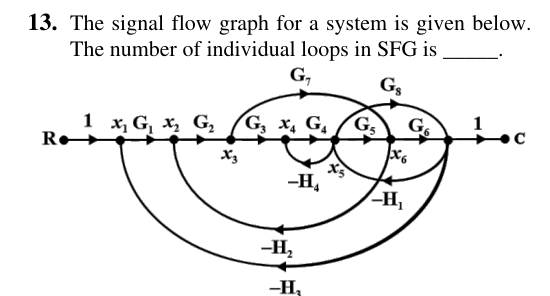 13. The signal flow graph for a system is given below.
The number of individual loops in SFG is _____.
G₇
G₈
R 1 x₁ G₁ x₂ G₂ G₃ x₄ G₄ G₅ G₆ 1 C
x₃ x₅ x₆
−H₄
−H₁
−H₂
−H₃